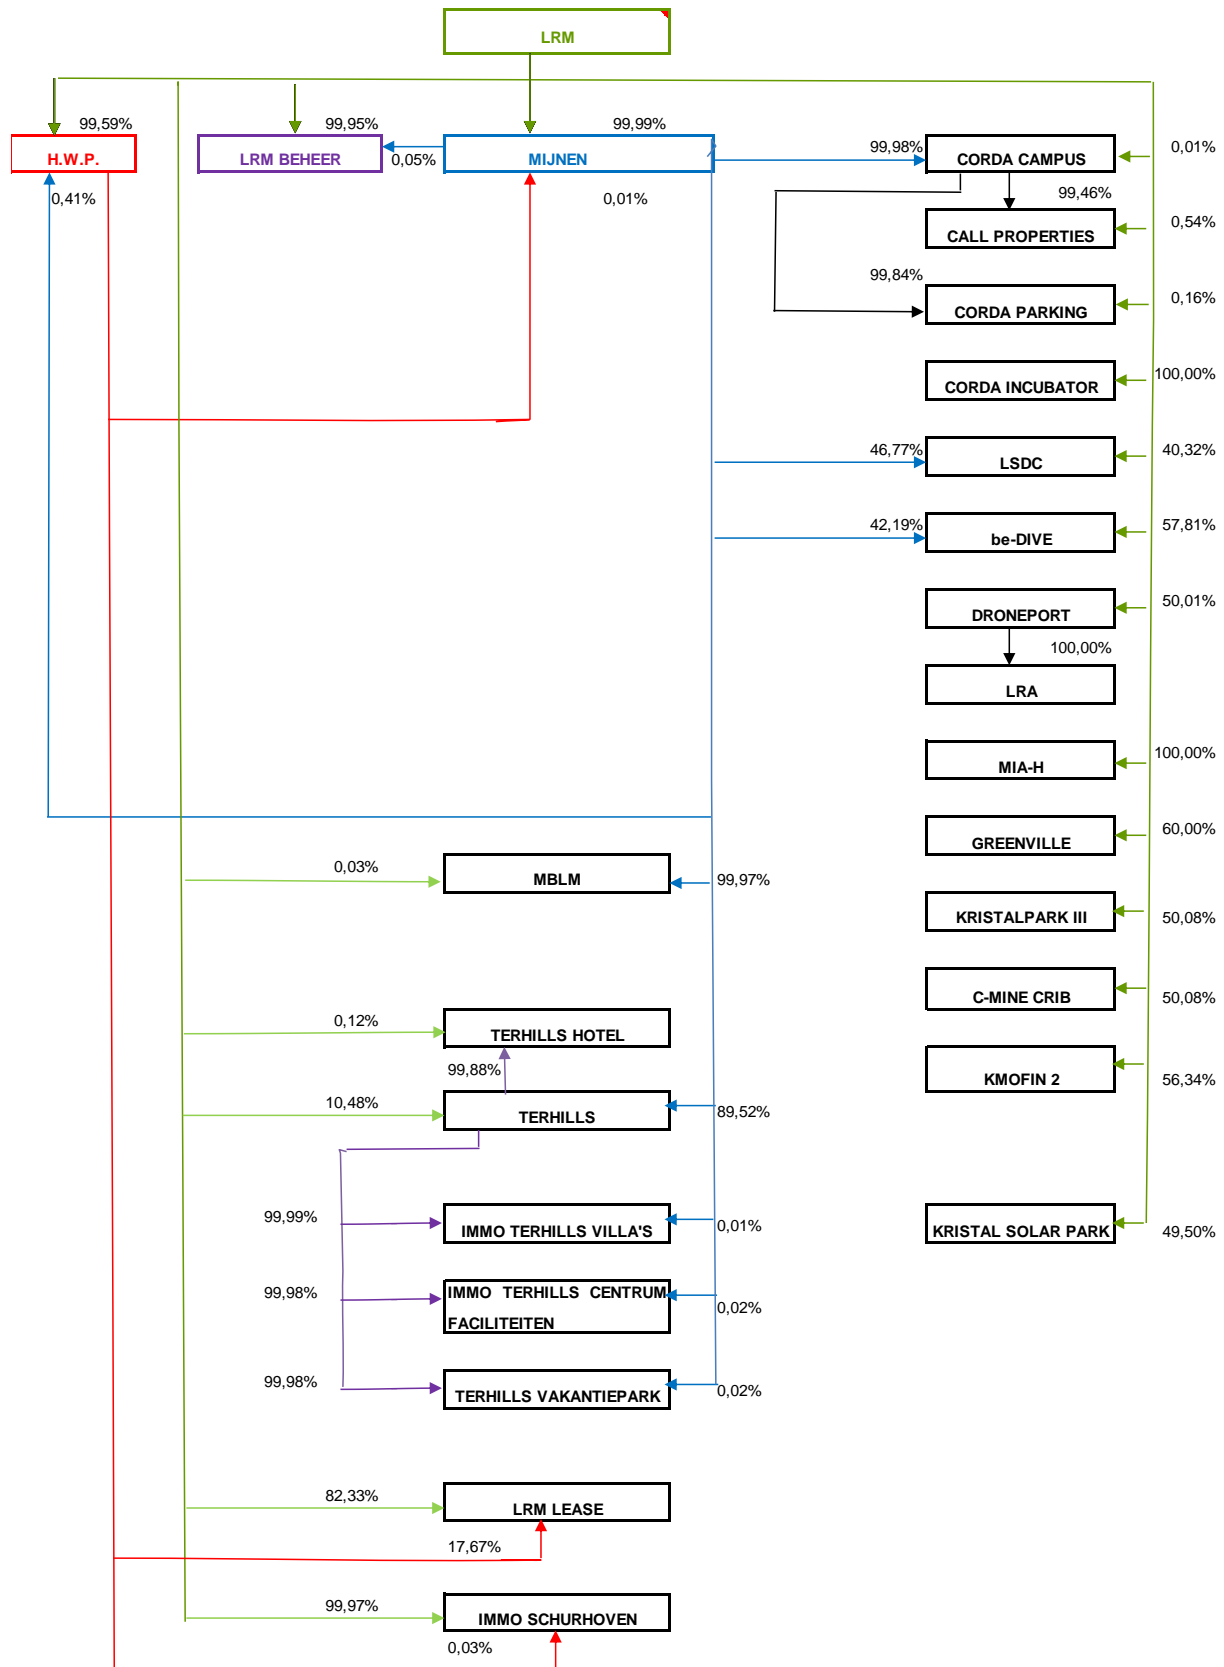 LRM
99,59%
99,95%
99,99%
H.W.P.
LRM BEHEER
0,05%
MIJNEN
99,98%
CORDA CAMPUS
0,01%
0,41%
0,01%
99,46%
CALL PROPERTIES
0,54%
99,84%
CORDA PARKING
0,16%
CORDA INCUBATOR
100,00%
46,77%
LSDC
40,32%
42,19%
be-DIVE
57,81%
DRONEPORT
50,01%
100,00%
LRA
MIA-H
100,00%
GREENVILLE
60,00%
0,03%
MBLM
99,97%
KRISTALPARK III
50,08%
C-MINE CRIB
50,08%
0,12%
TERHILLS HOTEL
99,88%
KMOFIN 2
56,34%
10,48%
TERHILLS
89,52%
99,99%
IMMO TERHILLS VILLA'S
0,01%
KRISTAL SOLAR PARK
49,50%
99,98%
IMMO TERHILLS CENTRUM
FACILITEITEN
0,02%
99,98%
TERHILLS VAKANTIEPARK
0,02%
82,33%
LRM LEASE
17,67%
99,97%
IMMO SCHURHOVEN
0,03%